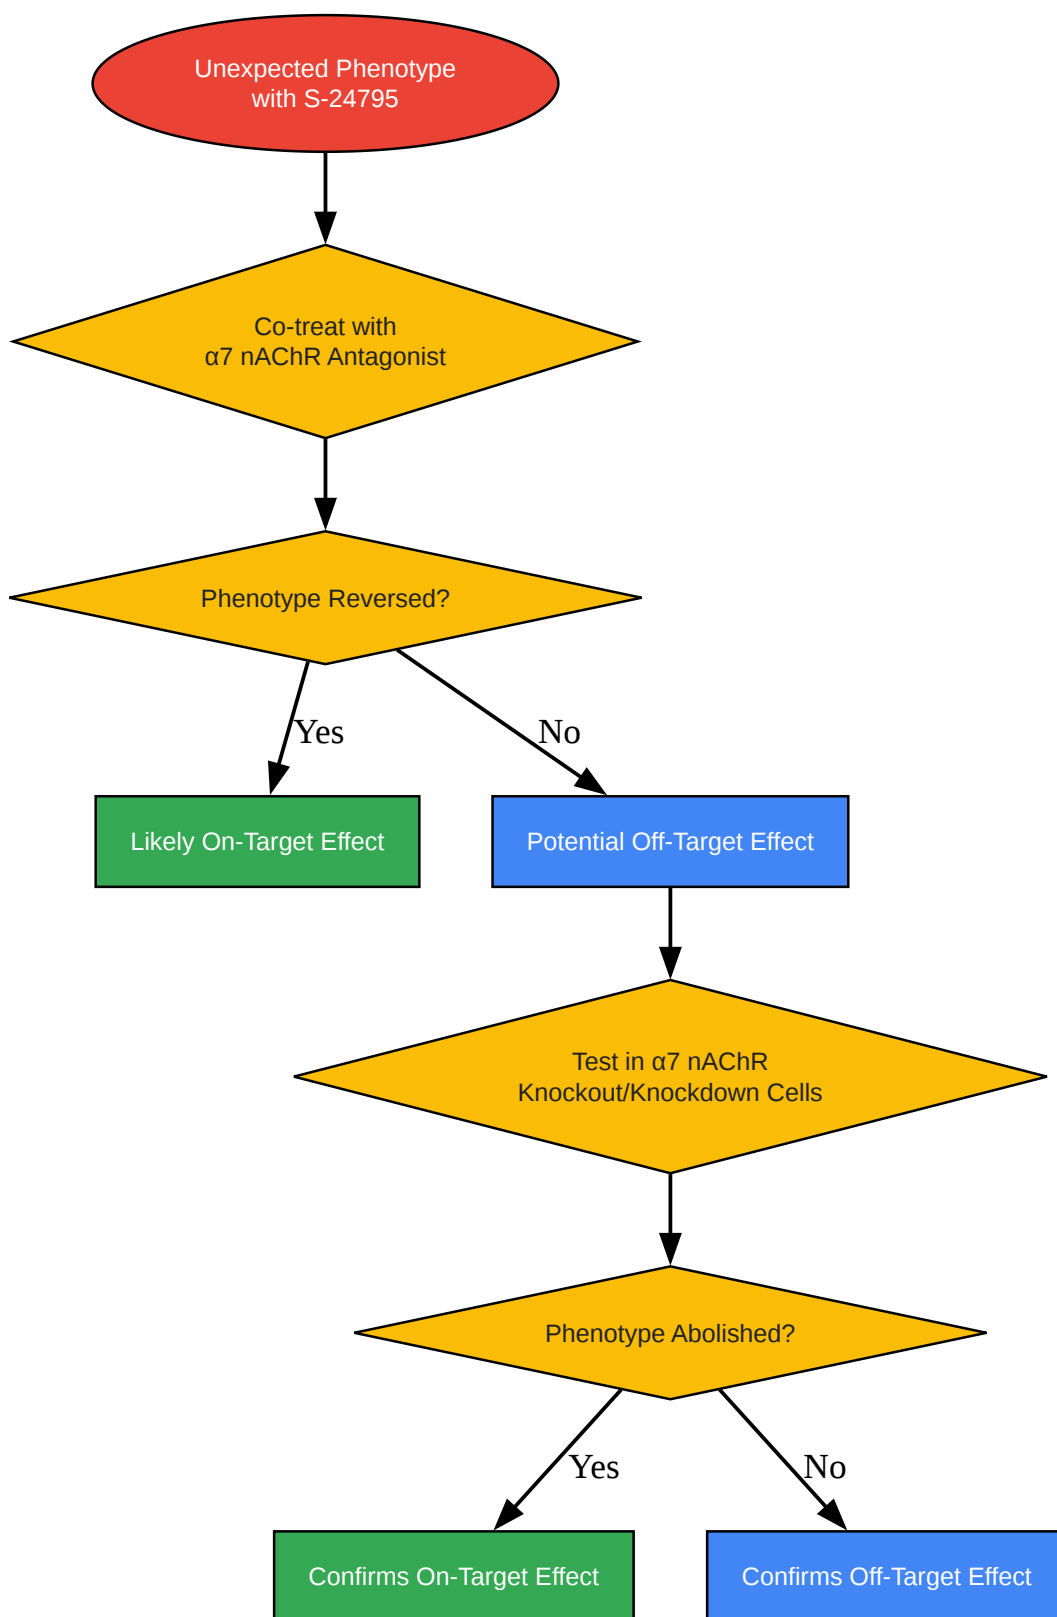 Unexpected Phenotype
with S-24795
Co-treat with
α7 nAChR Antagonist
Phenotype Reversed?
Yes
No
Likely On-Target Effect
Potential Off-Target Effect
Test in α7 nAChR
Knockout/Knockdown Cells
Phenotype Abolished?
Yes
No
Confirms On-Target Effect
Confirms Off-Target Effect